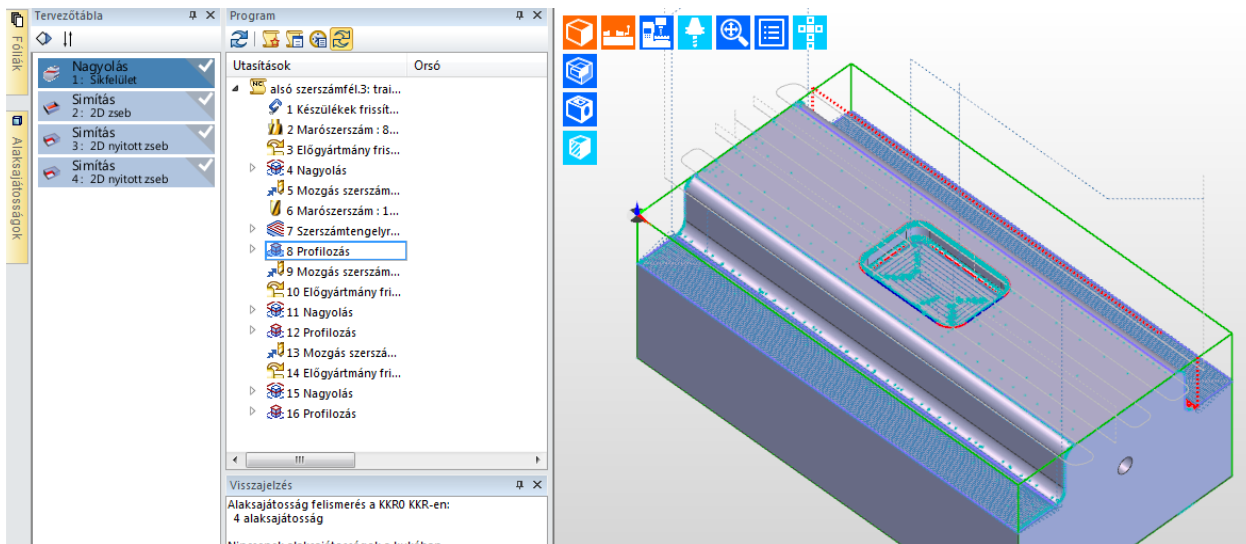 Fóliák
Alaksajátosságok
Tervezőtábla
Nagyolás
1: Síkfelület
Simítás
2: 2D zseb
Simítás
3: 2D nyitott zseb
Simítás
4: 2D nyitott zseb
Program
Utasítások Orsó
alsó szerszámfél.3: trai...
1 Készülékek frissít...
2 Marószerszám : 8...
3 Előgyártmány fris...
4 Nagyolás
5 Mozgás szerszám...
6 Marószerszám : 1...
7 Szerszámtengelyr...
8 Profilozás
9 Mozgás szerszám...
10 Előgyártmány fri...
11 Nagyolás
12 Profilozás
13 Mozgás szerszá...
14 Előgyártmány fri...
15 Nagyolás
16 Profilozás
Visszajelzés
Alaksajátosság felismerés a KKR0 KKR-en:
4 alaksajátosság